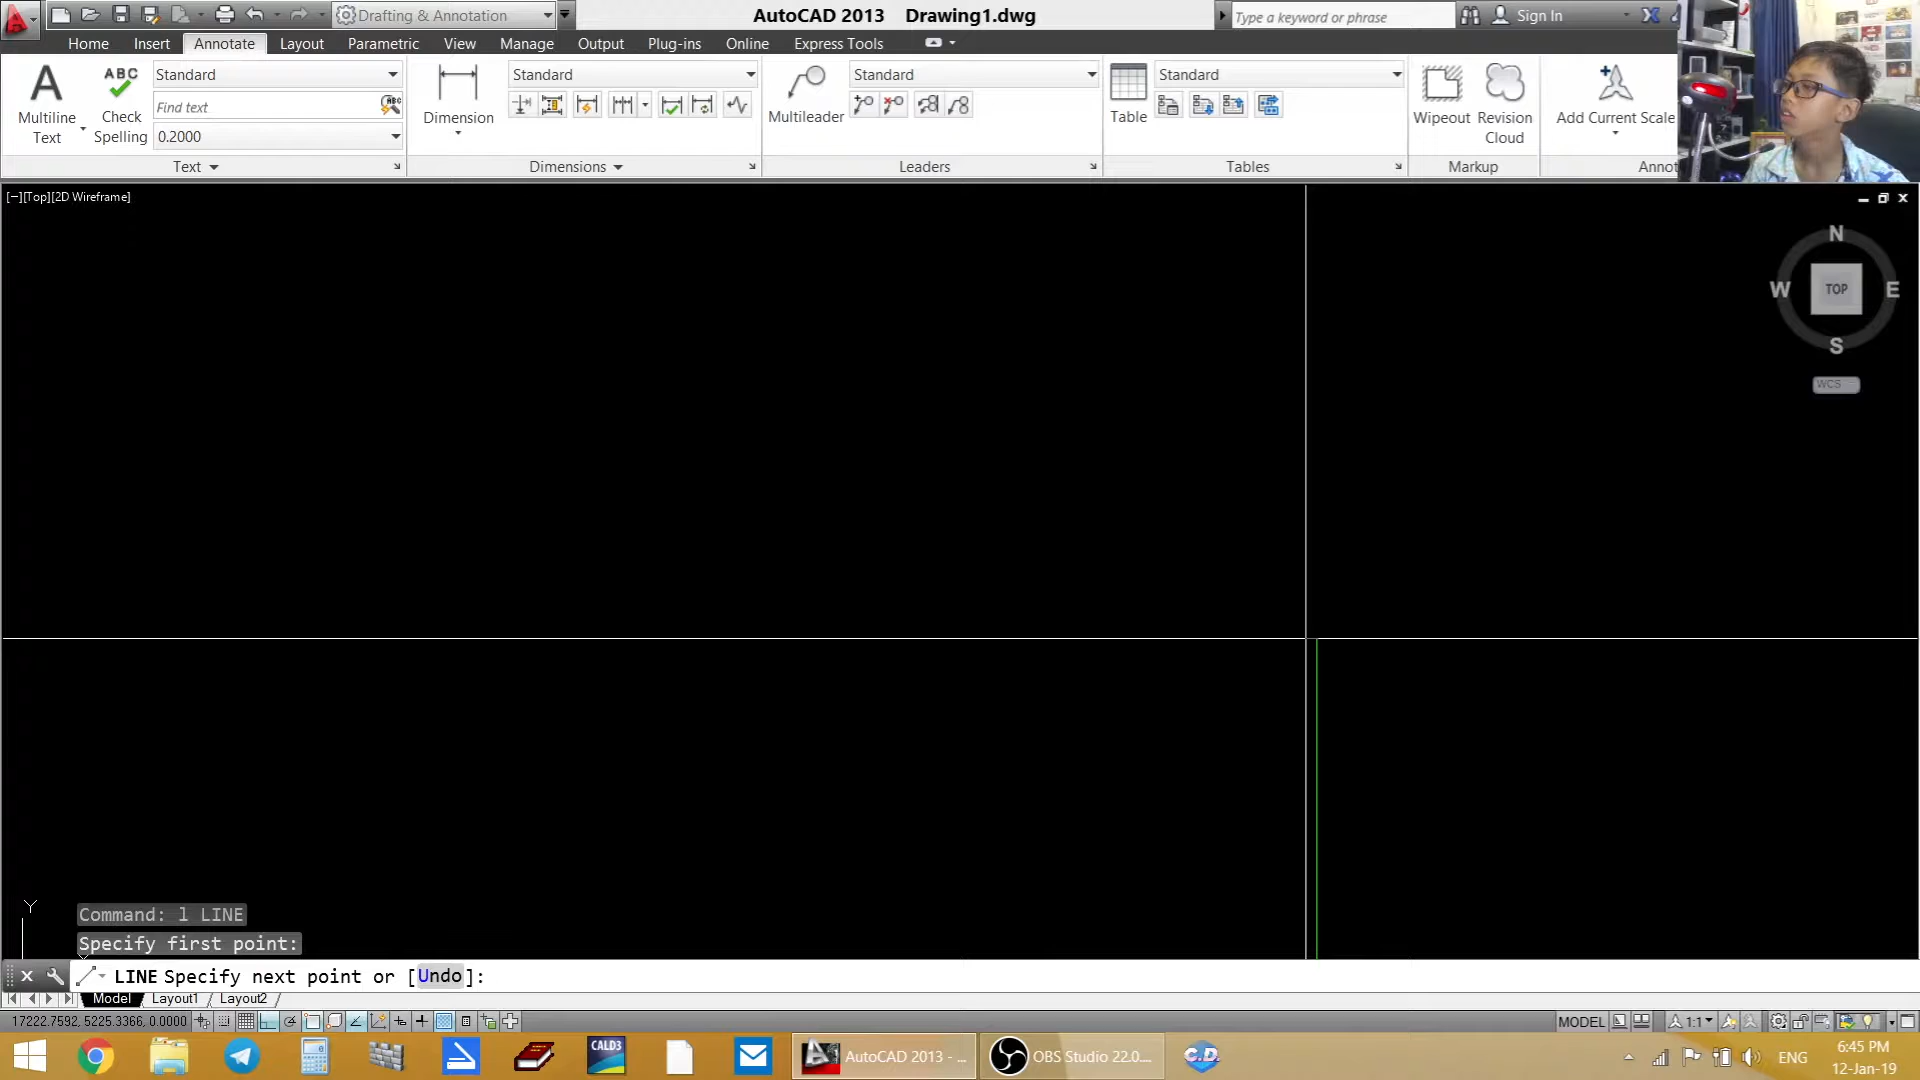 Drafting & Annotation
AutoCAD 2013 Drawing1.dwg
Type a keyword or phrase
Sign In
Home Insert Annotate Layout Parametric View Manage Output Plug-ins Online Express Tools
A
Multiline
Text
ABC
Check
Spelling
Standard
Find text
ABC
0.2000
Dimension
Standard
Multileader
Standard
Table
Standard
Wipeout
Revision
Cloud
Add Current Scale
Text
Dimensions
Leaders
Tables
Markup
Annot
[−][Top][2D Wireframe]
N
W TOP E
S
WCS
Y
Command: l LINE
Specify first point:
LINE Specify next point or [Undo]:
Model Layout1 Layout2
17222.7592, 5225.3366, 0.0000
MODEL
1:1
CALD3
AutoCAD 2013 - ...
OBS Studio 22.0....
C.D
ENG
6:45 PM
12-Jan-19